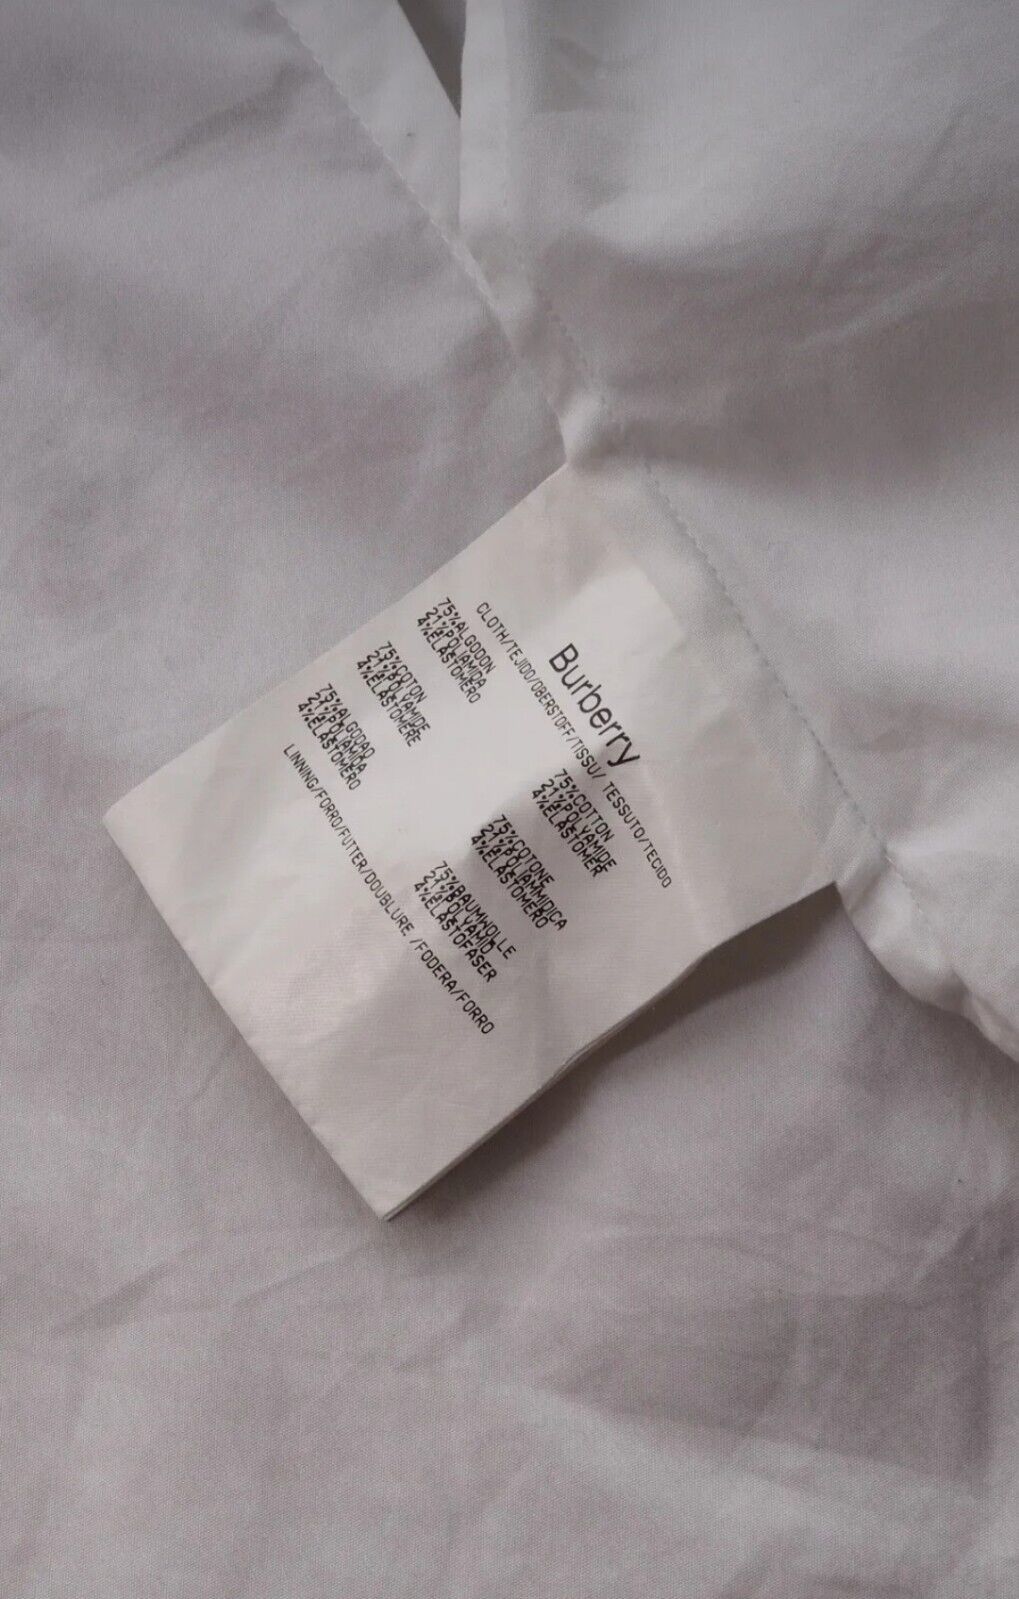 Burberry
CLOTH/TEJIDO/OBERSTOFF/TISSU/ TESSUTO/TECIDO
75%ALGODON
21%POLIAMIDA
4%ELASTOMERO
75%COTTON
21%POLYAMIDE
4%ELASTOMER
75%COTON
21%POLYAMIDE
4%ELASTOMERE
75%COTONE
21%POLIAMMIDICA
4%ELASTOMERO
75%ALGODAO
21%POLIAMIDA
4%ELASTOMERO
75%BAUMWOLLE
21%POLYAMID
4%ELASTOFASER
LINNING/FORRO/FUTTER/DOUBLURE /FODERA/FORRO